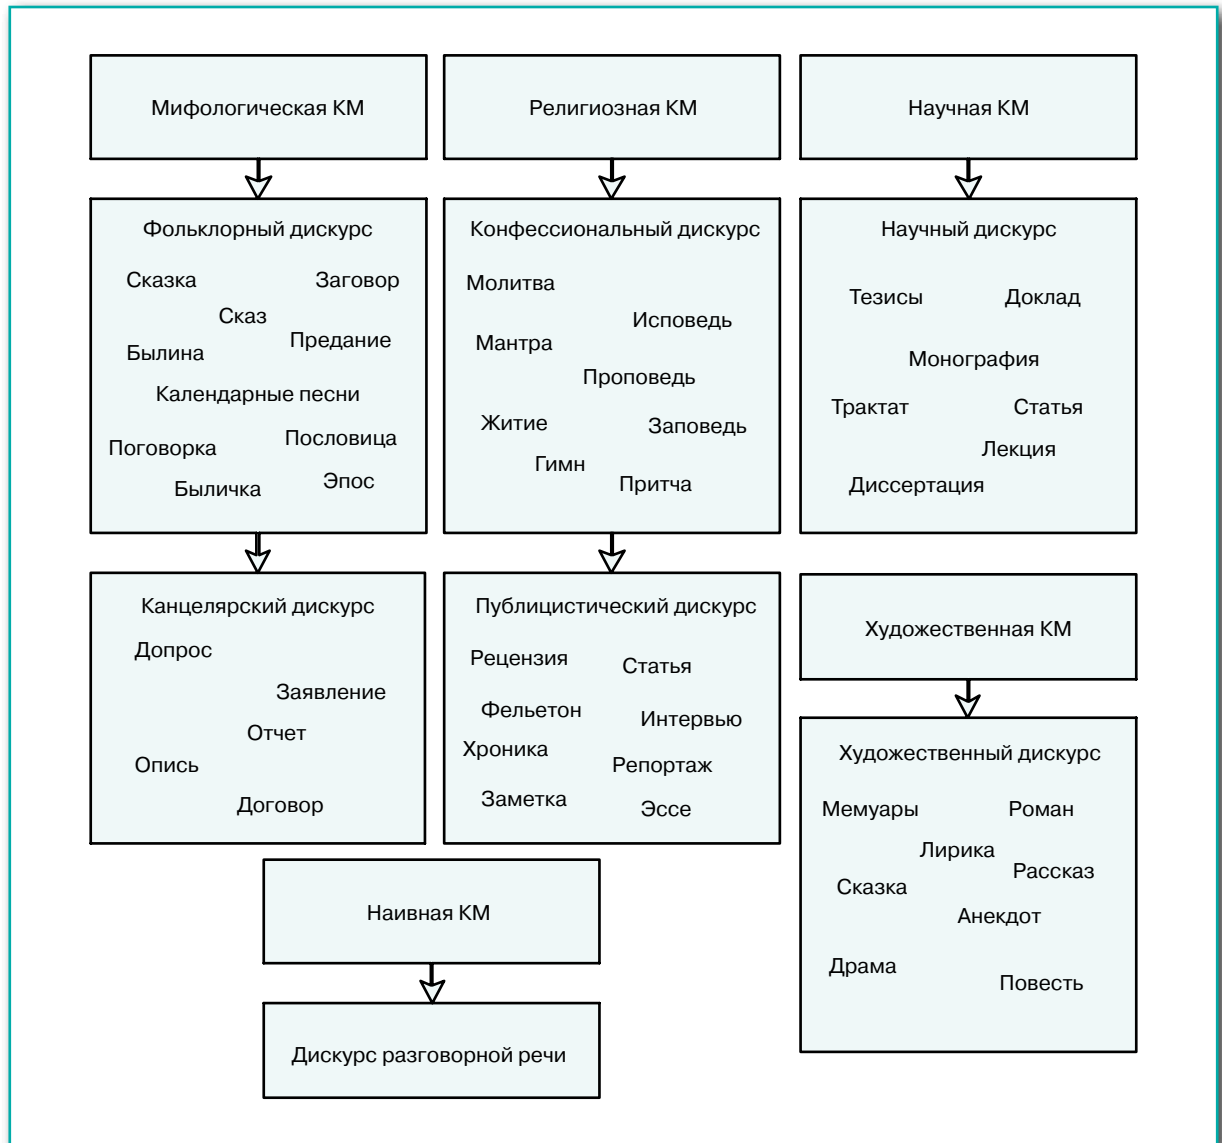 Мифологическая КМ
Религиозная КМ
Научная КМ
Фольклорный дискурс
Сказка
Заговор
Сказ
Предание
Былина
Календарные песни
Пословица
Поговорка
Эпос
Быличка
Конфессиональный дискурс
Молитва
Исповедь
Мантра
Проповедь
Житие
Заповедь
Гимн
Притча
Научный дискурс
Тезисы
Доклад
Монография
Трактат
Статья
Лекция
Диссертация
Канцелярский дискурс
Допрос
Заявление
Отчет
Опись
Договор
Публицистический дискурс
Рецензия
Статья
Фельетон
Интервью
Хроника
Репортаж
Заметка
Эссе
Художественная КМ
Художественный дискурс
Мемуары
Роман
Лирика
Рассказ
Сказка
Анекдот
Драма
Повесть
Наивная КМ
Дискурс разговорной речи